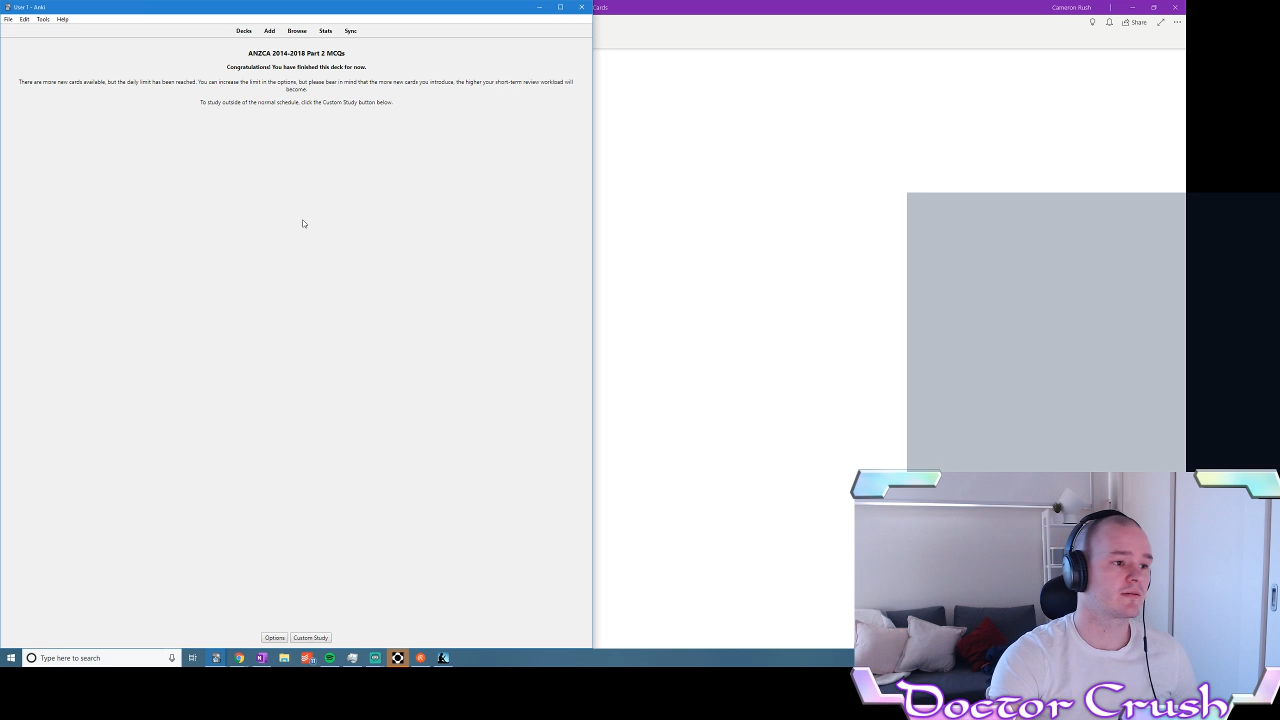 User 1 - Anki
Cards
Cameron Rush
File Edit Tools Help
Share
Decks Add Browse Stats Sync
ANZCA 2014-2018 Part 2 MCQs
Congratulations! You have finished this deck for now.
There are more new cards available, but the daily limit has been reached. You can increase the limit in the options, but please bear in mind that the more new cards you introduce, the higher your short-term review workload will
become.
To study outside of the normal schedule, click the Custom Study button below.
Options Custom Study
Type here to search
Doctor Crush